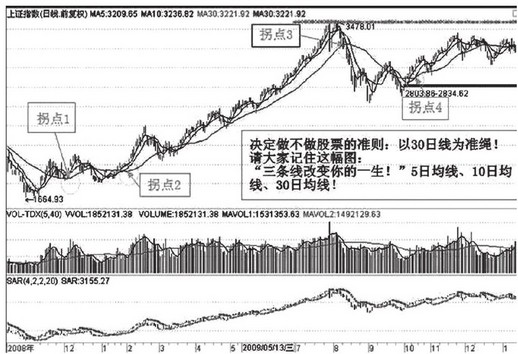 上证指数(日线.前复权) MA5:3209.65 MA10:3236.82 MA30:3221.92 MA30:3221.92
3478.01
拐点3
拐点1
2803.86-2834.62
拐点4
拐点2
决定做不做股票的准则：以30日线为准绳！
请大家记住这幅图：
“三条线改变你的一生！”5日均线、10日均
线、30日均线！
1664.93
VOL-TDX(5,40) VVOL:1852131.38 VOLUME:1852131.38 MAVOL1:1531353.63 MAVOL2:1492129.63
SAR(4,2,2,20) SAR:3155.27
2008年 12 2 3 4 5 2009/05/13/三 7 8 9 10 11 12 1